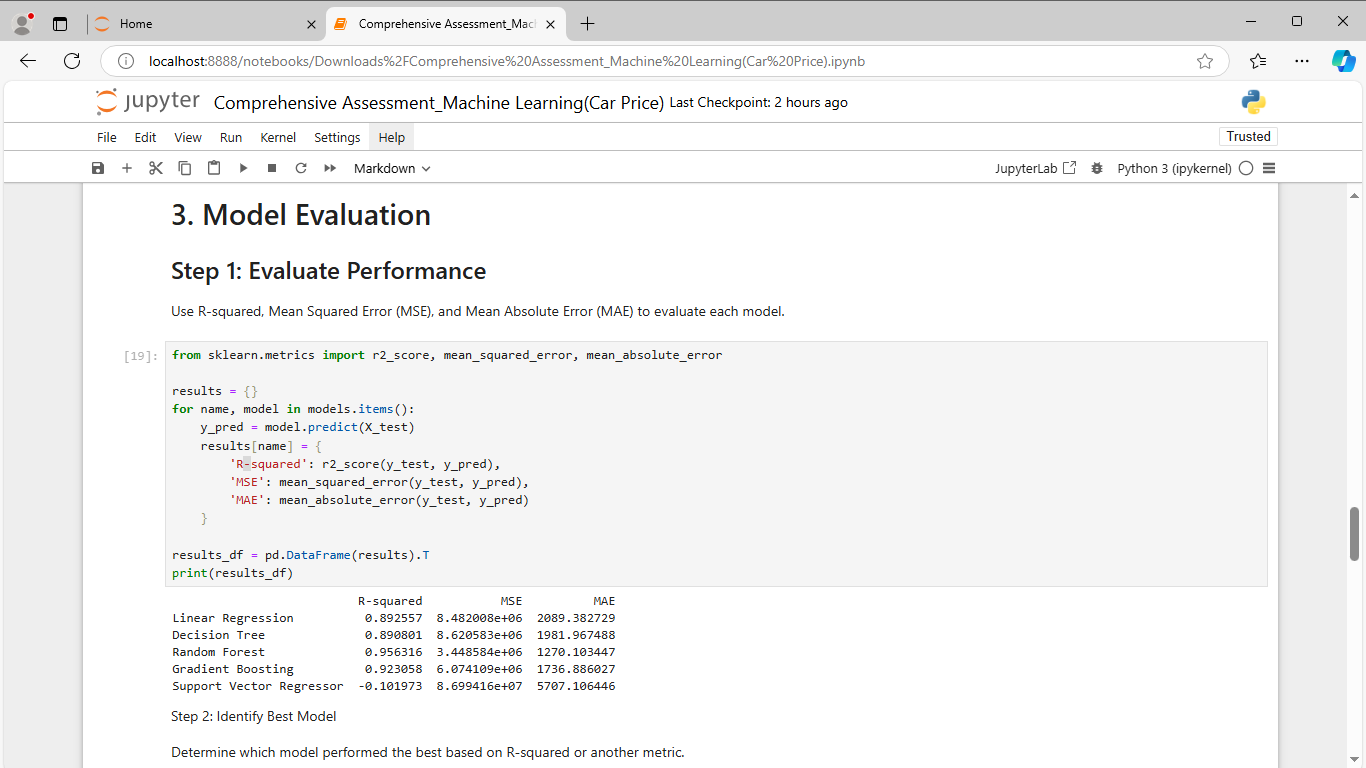 Home
Comprehensive Assessment_Mac
localhost:8888/notebooks/Downloads%2FComprehensive%20Assessment_Machine%20Learning(Car%20Price).ipynb
jupyter Comprehensive Assessment_Machine Learning(Car Price) Last Checkpoint: 2 hours ago
File Edit View Run Kernel Settings Help Trusted
Markdown JupyterLab Python 3 (ipykernel)
3. Model Evaluation
Step 1: Evaluate Performance
Use R-squared, Mean Squared Error (MSE), and Mean Absolute Error (MAE) to evaluate each model.
[19]: from sklearn.metrics import r2_score, mean_squared_error, mean_absolute_error
results = {}
for name, model in models.items():
    y_pred = model.predict(X_test)
    results[name] = {
        'R-squared': r2_score(y_test, y_pred),
        'MSE': mean_squared_error(y_test, y_pred),
        'MAE': mean_absolute_error(y_test, y_pred)
    }
results_df = pd.DataFrame(results).T
print(results_df)
R-squared MSE MAE
Linear Regression 0.892557 8.482008e+06 2089.382729
Decision Tree 0.890801 8.620583e+06 1981.967488
Random Forest 0.956316 3.448584e+06 1270.103447
Gradient Boosting 0.923058 6.074109e+06 1736.886027
Support Vector Regressor -0.101973 8.699416e+07 5707.106446
Step 2: Identify Best Model
Determine which model performed the best based on R-squared or another metric.